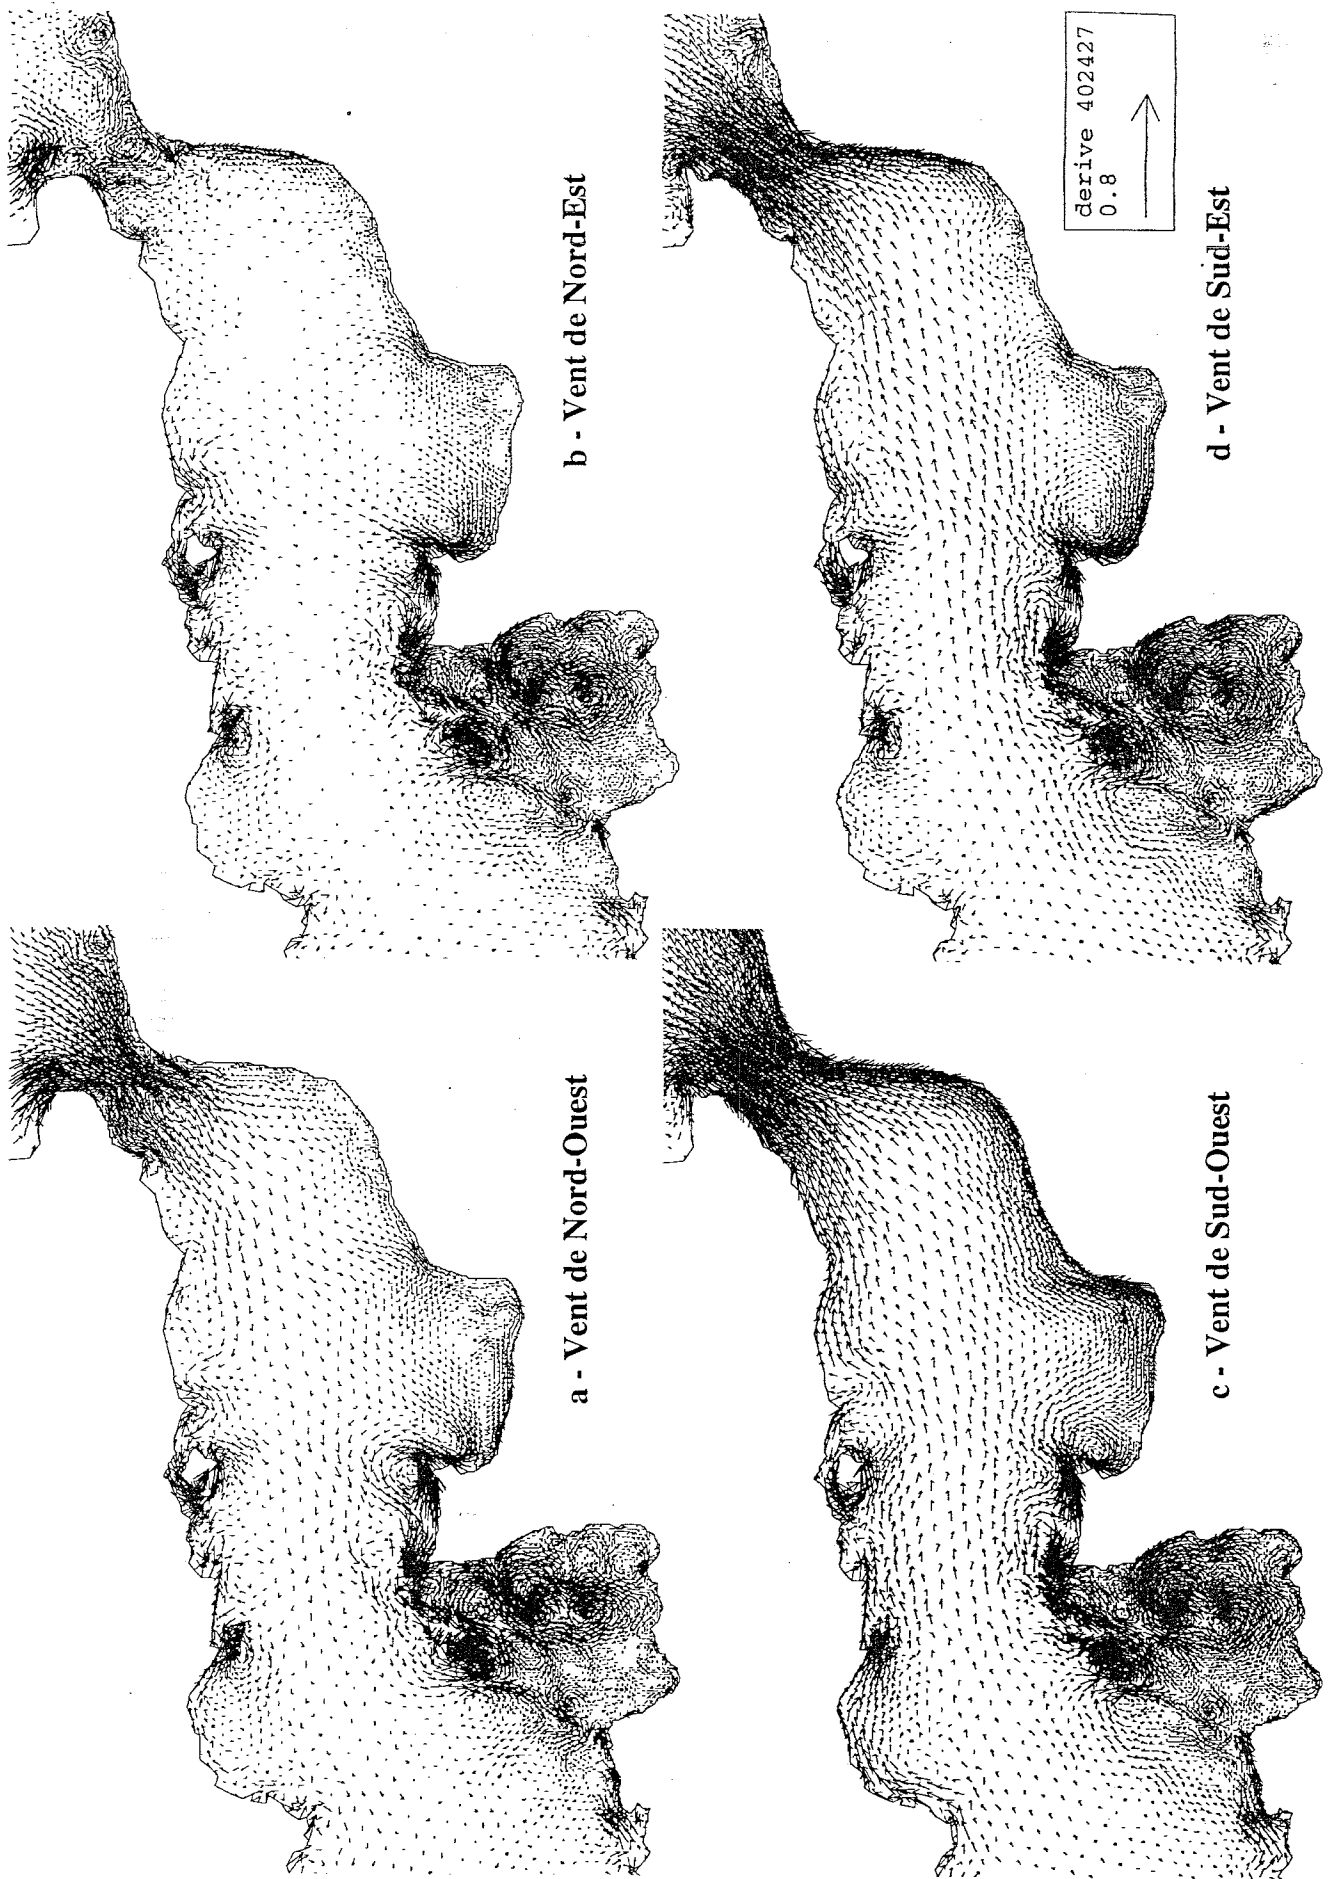 a - Vent de Nord-Ouest
b - Vent de Nord-Est
c - Vent de Sud-Ouest
d - Vent de Sud-Est
derive 402427
0.8